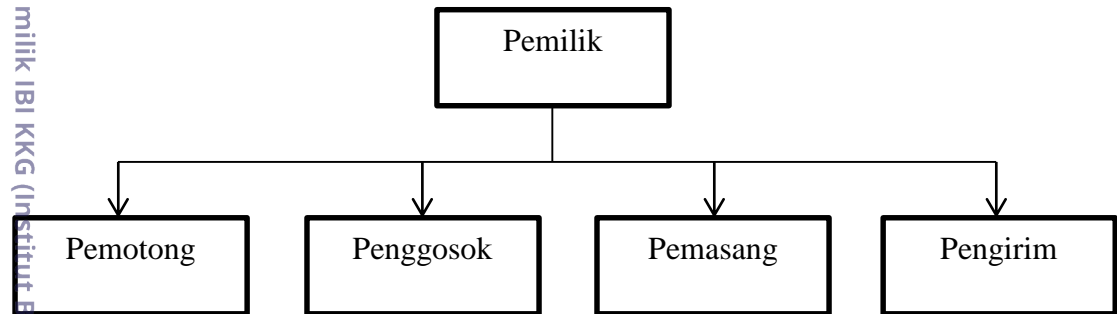 Pemilik
Pemotong
Penggosok
Pemasang
Pengirim
milik IBI KKG (Institut B